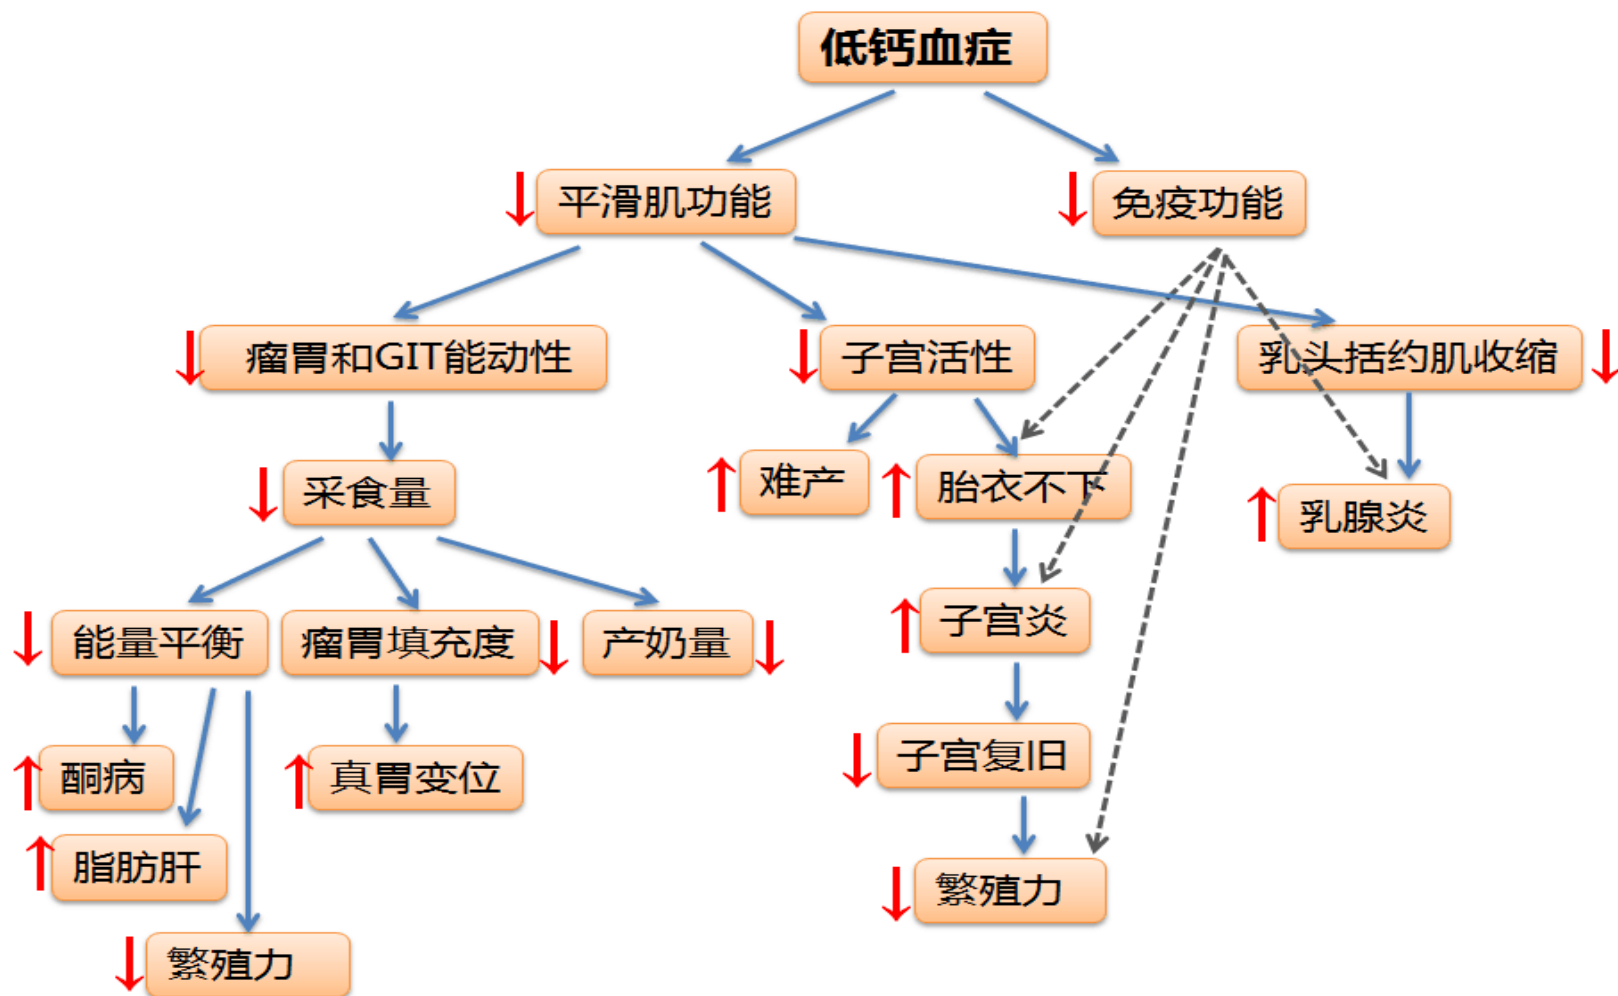 低钙血症
平滑肌功能
免疫功能
瘤胃和GIT能动性
子宫活性
乳头括约肌收缩
采食量
难产
胎衣不下
乳腺炎
能量平衡
瘤胃填充度
产奶量
子宫炎
酮病
真胃变位
子宫复旧
脂肪肝
繁殖力
繁殖力